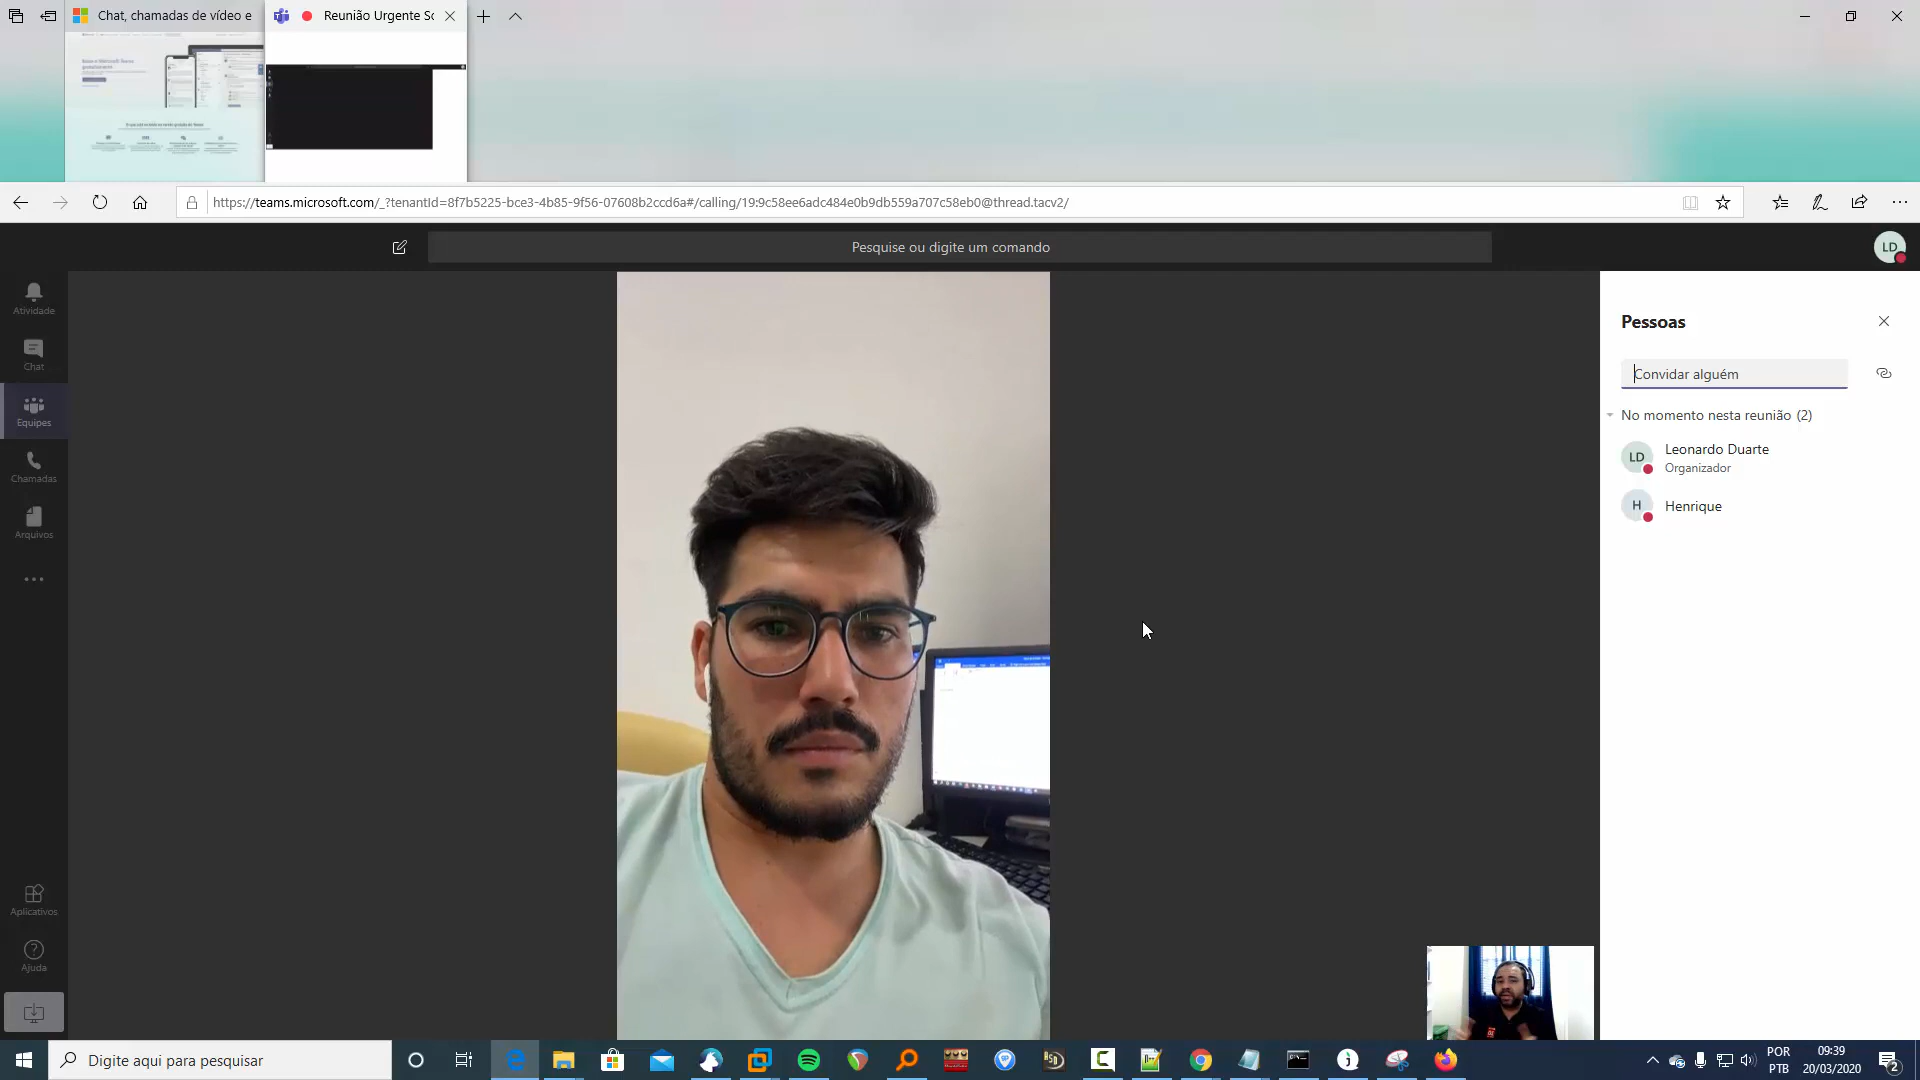 Chat, chamadas de vídeo e
Reunião Urgente Sc
https://teams.microsoft.com/_?tenantId=8f7b5225-bce3-4b85-9f56-07608b2ccd6a#/calling/19:9c58ee6adc484e0b9db559a707c58eb0@thread.tacv2/
Pesquise ou digite um comando
LD
Atividade
Chat
Equipes
Chamadas
Arquivos
Aplicativos
Ajuda
Pessoas
Convidar alguém
No momento nesta reunião (2)
LD
Leonardo Duarte
Organizador
H
Henrique
Digite aqui para pesquisar
POR
PTB
09:39
20/03/2020
2